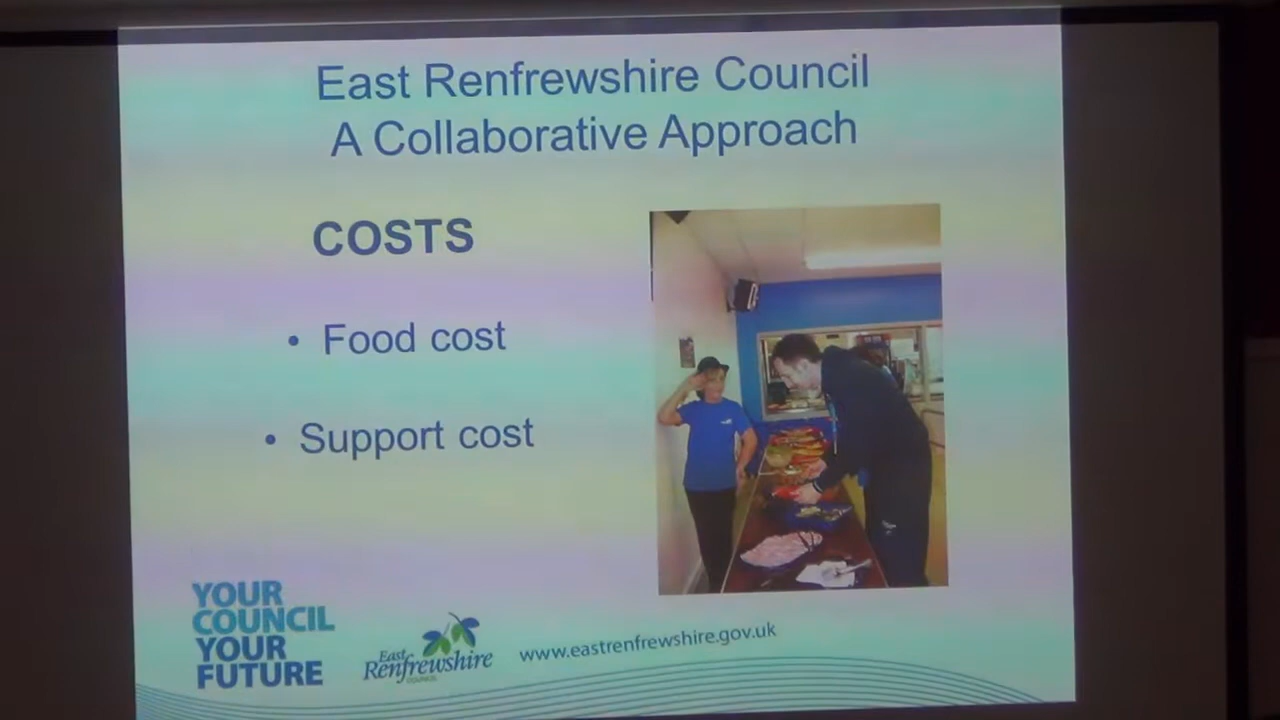 East Renfrewshire Council
A Collaborative Approach
COSTS
• Food cost
• Support cost
YOUR
COUNCIL
YOUR
FUTURE
East
Renfrewshire
COUNCIL
www.eastrenfrewshire.gov.uk